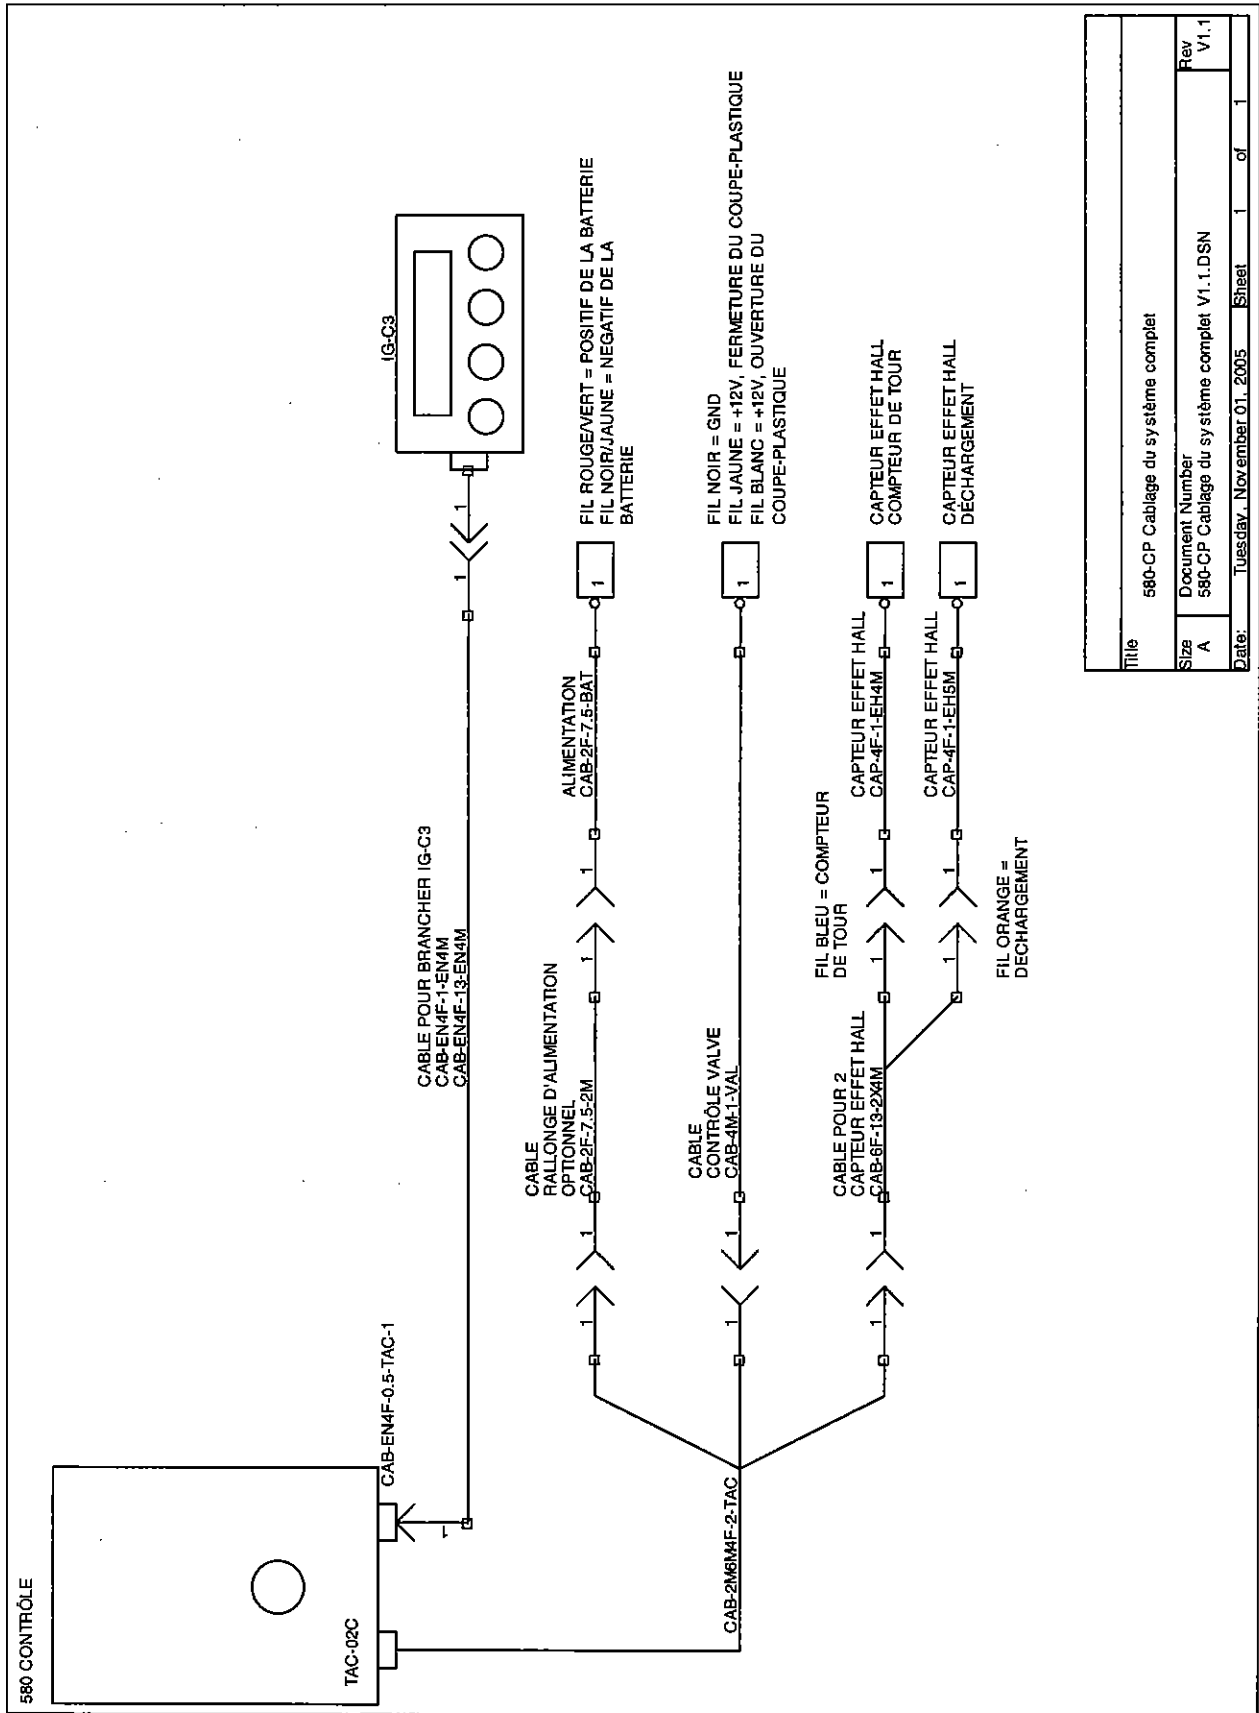 580 CONTRÔLE
TAC-02C
CAB-EN4F-0.5-TAC-1
1
CABLE POUR BRANCHER IG-C3
CAB-EN4F-1-EN4M
CAB-EN4F-13-EN4M
1
1
IG-C3
CAB-2M6M4F-2-TAC
1
1
CABLE
RALLONGE D'ALIMENTATION
OPTIONNEL
CAB-2F-7.5-2M
1
1
ALIMENTATION
CAB-2F-7.5-BAT
1
FIL ROUGE/VERT = POSITIF DE LA BATTERIE
FIL NOIR/JAUNE = NEGATIF DE LA
BATTERIE
1
1
CABLE
CONTRÔLE VALVE
CAB-4M-1-VAL
1
FIL NOIR = GND
FIL JAUNE = +12V, FERMETURE DU COUPE-PLASTIQUE
FIL BLANC = +12V, OUVERTURE DU
COUPE-PLASTIQUE
1
1
CABLE POUR 2
CAPTEUR EFFET HALL
CAB-6F-13-2X4M
FIL BLEU = COMPTEUR
DE TOUR
1
1
CAPTEUR EFFET HALL
CAP-4F-1-EH4M
1
CAPTEUR EFFET HALL
COMPTEUR DE TOUR
1
1
FIL ORANGE =
DECHARGEMENT
CAPTEUR EFFET HALL
CAP-4F-1-EH5M
1
CAPTEUR EFFET HALL
DÉCHARGEMENT
Title
580-CP Cablage du système complet
Size
A
Document Number
580-CP Cablage du système complet V1.1.DSN
Rev
V1.1
Date: Tuesday, November 01, 2005 Sheet 1 of 1